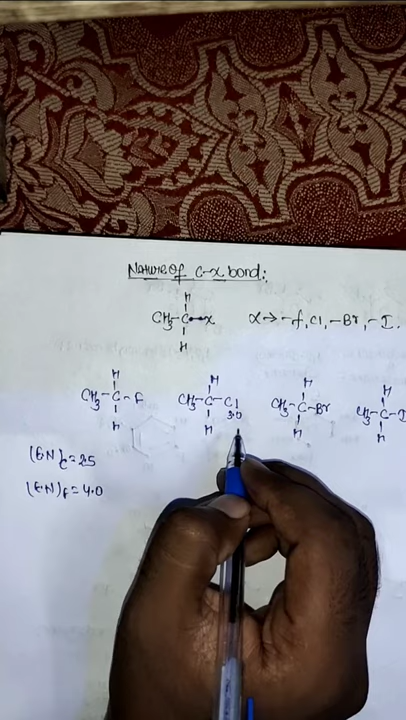 Nature of C-X bond:
H
CH3-C-X X→ -F, Cl, -Br, -I.
H
H H H H
CH3-C-F CH3-C-Cl CH3-C-Br CH3-C-I
3.0
H H H H
(EN)C=2.5
(EN)F=4.0